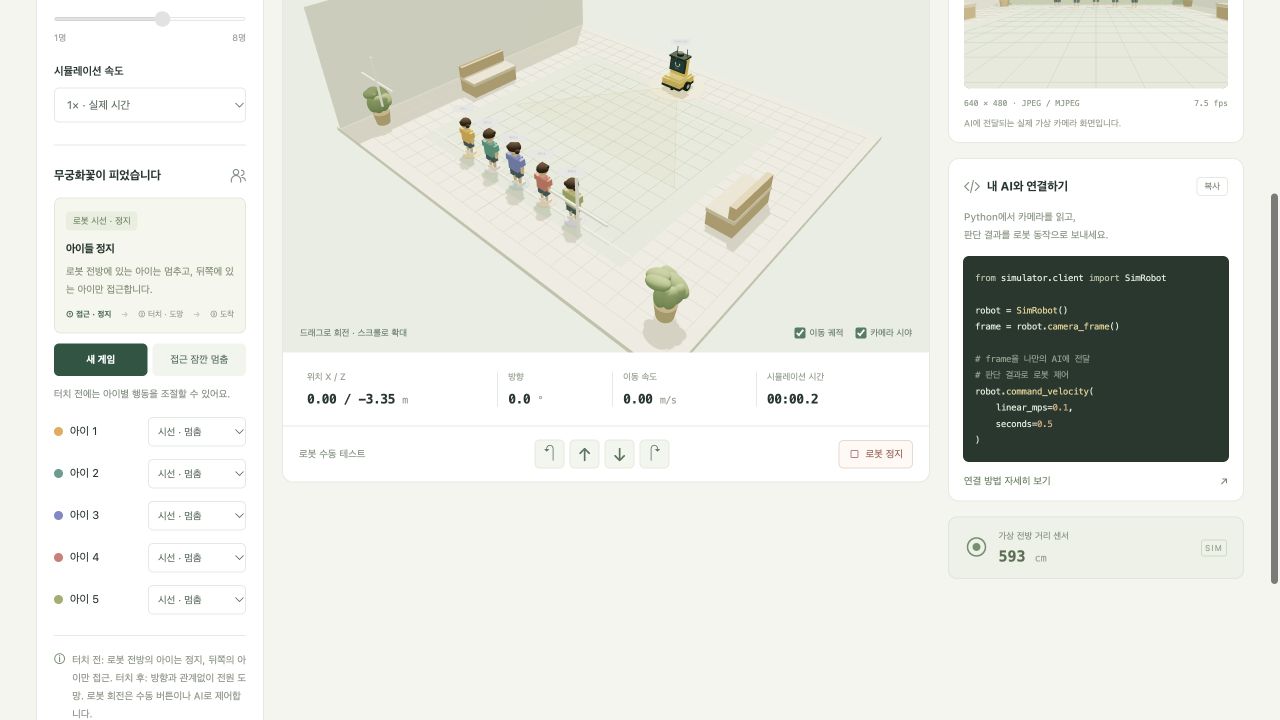 1명
8명
시뮬레이션 속도
1× · 실제 시간
무궁화꽃이 피었습니다
로봇 시선 · 정지
아이들 정지
로봇 전방에 있는 아이는 멈추고, 뒤쪽에 있
는 아이만 접근합니다.
① 접근 · 정지 → ② 터치 · 도망 → ③ 도착
새 게임
접근 잠깐 멈춤
터치 전에는 아이별 행동을 조절할 수 있어요.
아이 1
시선 · 멈춤
아이 2
시선 · 멈춤
아이 3
시선 · 멈춤
아이 4
시선 · 멈춤
아이 5
시선 · 멈춤
터치 전: 로봇 전방의 아이는 정지, 뒤쪽의 아
이만 접근. 터치 후: 방향과 관계없이 전원 도
망. 로봇 회전은 수동 버튼이나 AI로 제어합
니다.
드래그로 회전 · 스크롤로 확대
이동 궤적
카메라 시야
위치 X / Z
0.00 / −3.35 m
방향
0.0 °
이동 속도
0.00 m/s
시뮬레이션 시간
00:00.2
로봇 수동 테스트
로봇 정지
640 × 480 · JPEG / MJPEG
7.5 fps
AI에 전달되는 실제 가상 카메라 화면입니다.
</> 내 AI와 연결하기
복사
Python에서 카메라를 읽고,
판단 결과를 로봇 동작으로 보내세요.
from simulator.client import SimRobot
robot = SimRobot()
frame = robot.camera_frame()
# frame을 나만의 AI에 전달
# 판단 결과로 로봇 제어
robot.command_velocity(
linear_mps=0.1,
seconds=0.5
)
연결 방법 자세히 보기
가상 전방 거리 센서
593 cm
SIM